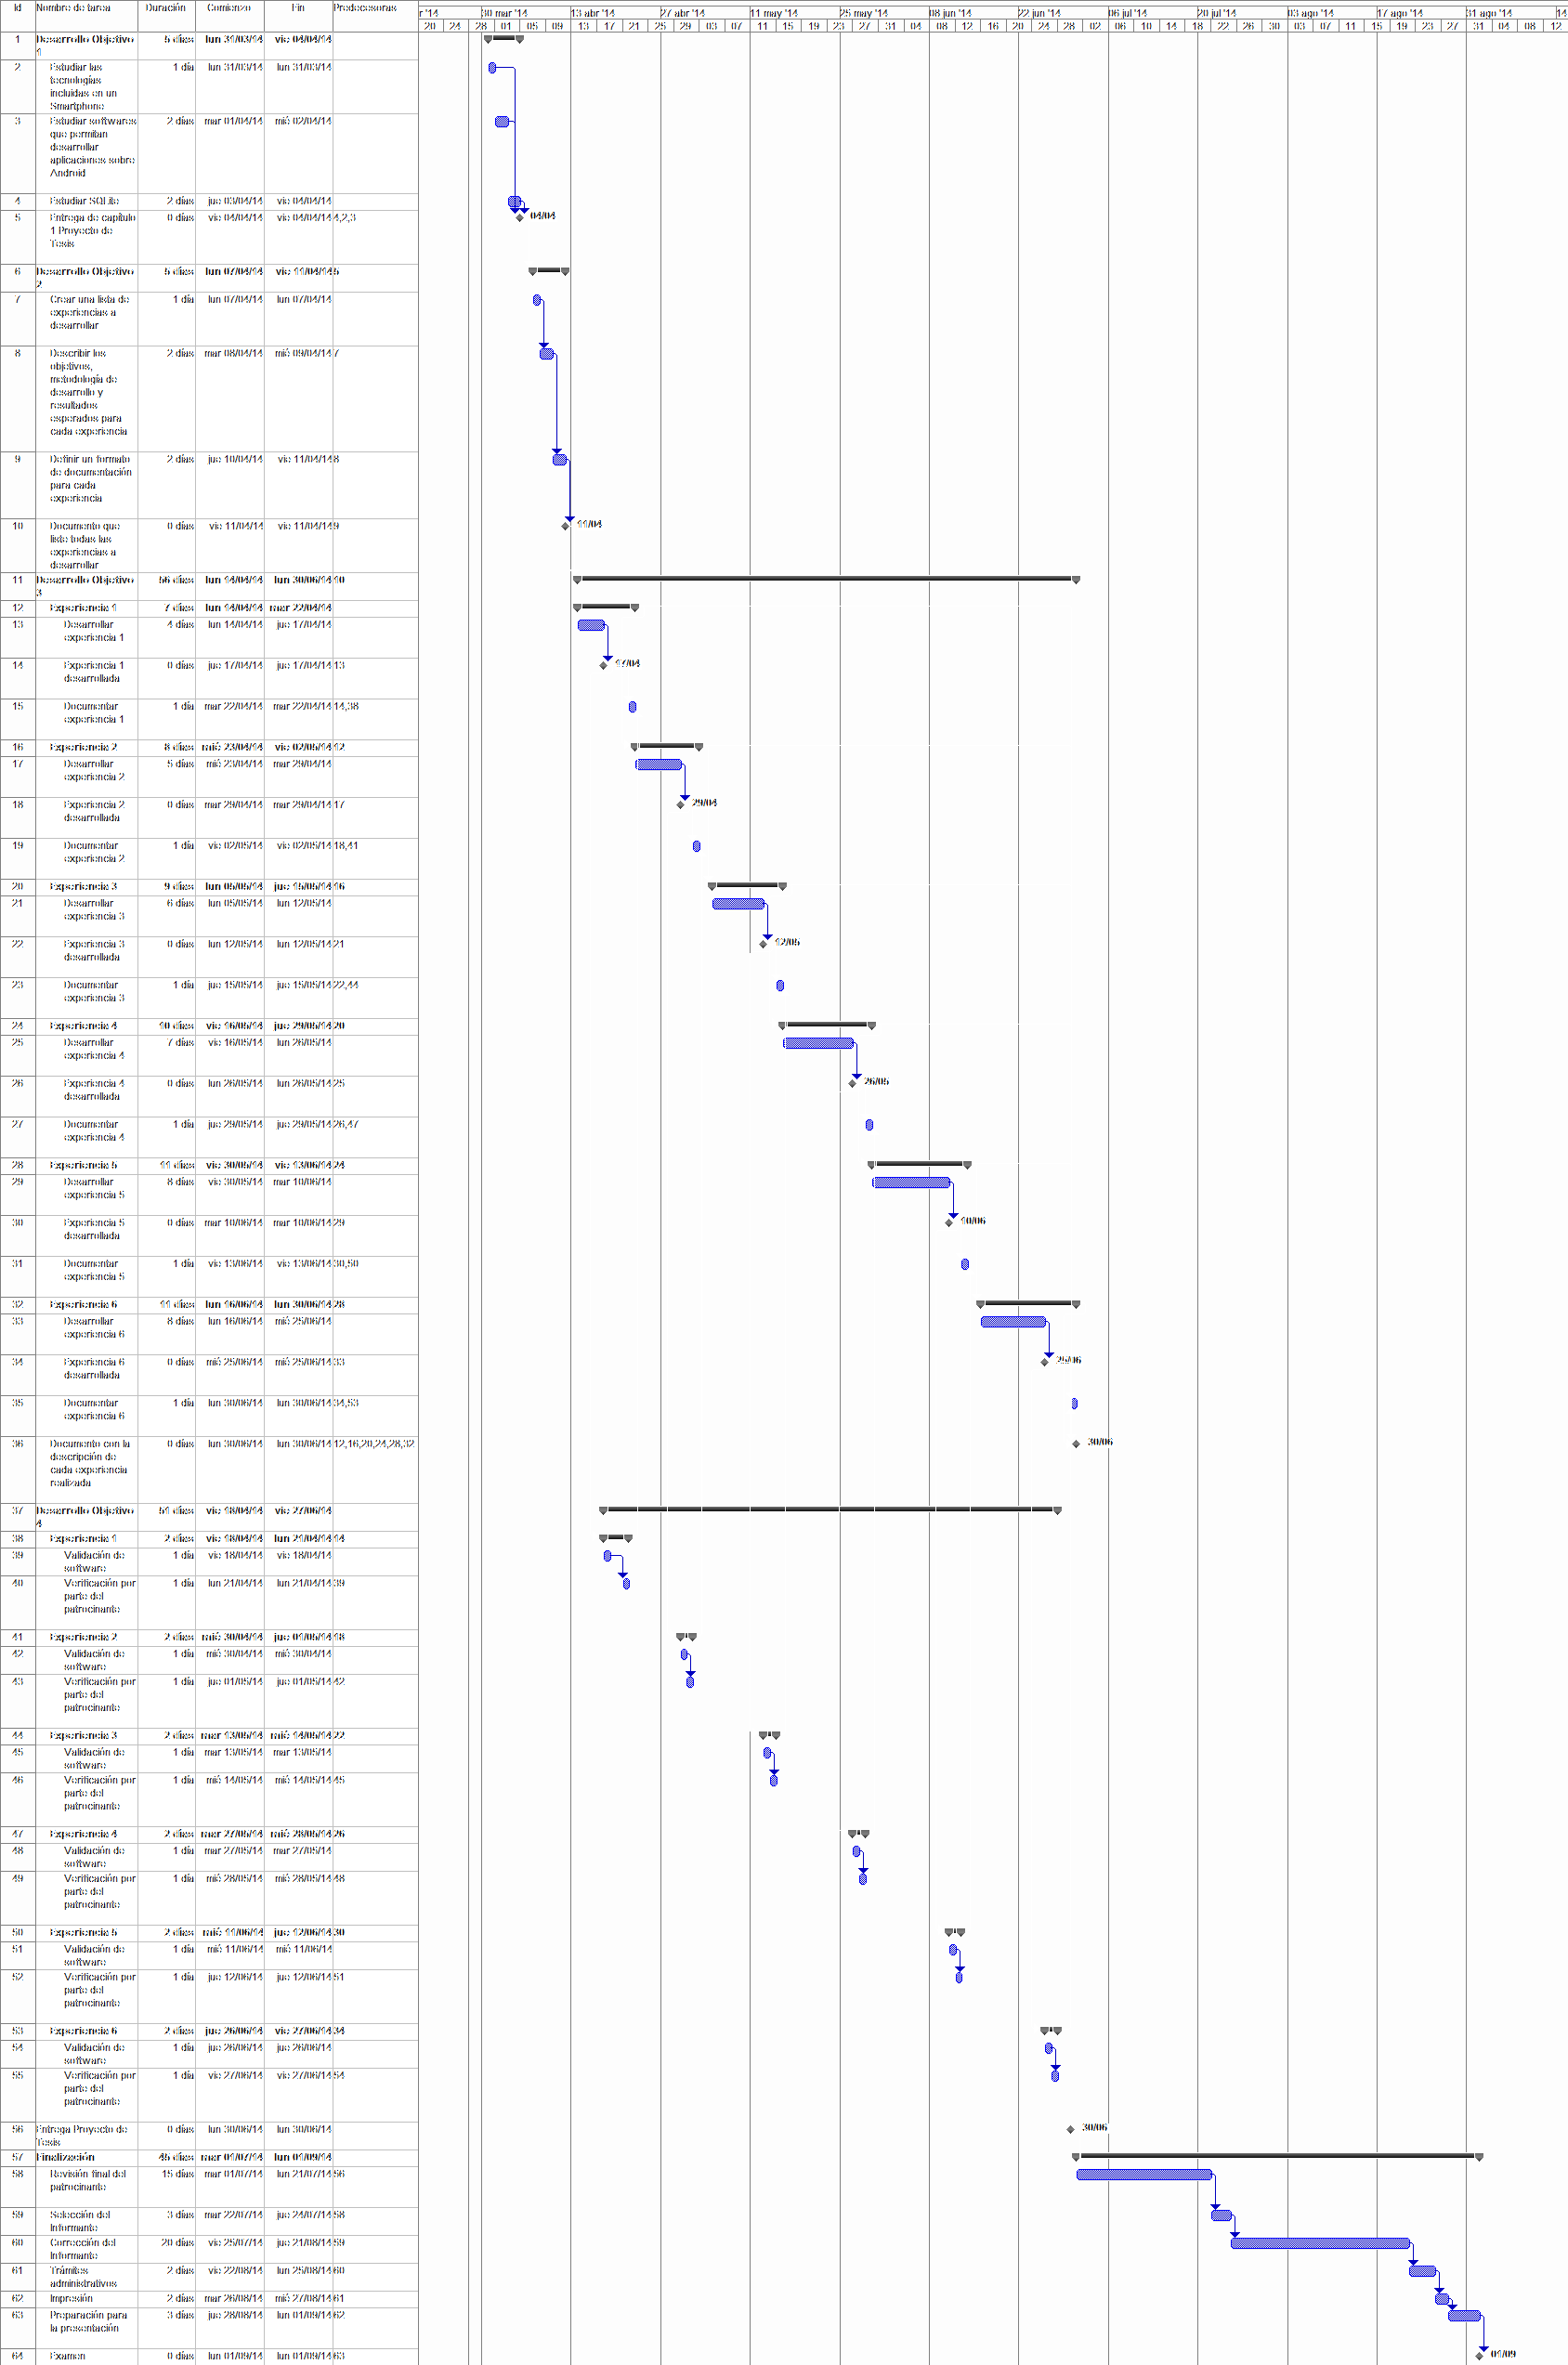 Id Nombre de tarea Duración Comienzo Fin Predecesoras r '14 30 mar '14 13 abr '14 27 abr '14 11 may '14 25 may '14 08 jun '14 22 jun '14 06 jul '14 20 jul '14 03 ago '14 17 ago '14 31 ago '14 14
20 24 28 01 05 09 13 17 21 25 29 03 07 11 15 19 23 27 31 04 08 12 16 20 24 28 02 06 10 14 18 22 26 30 03 07 11 15 19 23 27 31 04 08 12
1 Desarrollo Objetivo 5 días lun 31/03/14 vie 04/04/14
1
2 Estudiar las 1 día lun 31/03/14 lun 31/03/14
tecnologías
incluidas en un
Smartphone
3 Estudiar softwares 2 días mar 01/04/14 mié 02/04/14
que permitan
desarrollar
aplicaciones sobre
Android
4 Estudiar SQLite 2 días jue 03/04/14 vie 04/04/14
5 Entrega de capítulo 0 días vie 04/04/14 vie 04/04/14 4,2,3 04/04
1 Proyecto de
Tesis
6 Desarrollo Objetivo 5 días lun 07/04/14 vie 11/04/14 5
2
7 Crear una lista de 1 día lun 07/04/14 lun 07/04/14
experiencias a
desarrollar
8 Describir los 2 días mar 08/04/14 mié 09/04/14 7
objetivos,
metodología de
desarrollo y
resultados
esperados para
cada experiencia
9 Definir un formato 2 días jue 10/04/14 vie 11/04/14 8
de documentación
para cada
experiencia
10 Documento que 0 días vie 11/04/14 vie 11/04/14 9 11/04
liste todas las
experiencias a
desarrollar
11 Desarrollo Objetivo 56 días lun 14/04/14 lun 30/06/14 10
3
12 Experiencia 1 7 días lun 14/04/14 mar 22/04/14
13 Desarrollar 4 días lun 14/04/14 jue 17/04/14
experiencia 1
14 Experiencia 1 0 días jue 17/04/14 jue 17/04/14 13 17/04
desarrollada
15 Documentar 1 día mar 22/04/14 mar 22/04/14 14,38
experiencia 1
16 Experiencia 2 8 días mié 23/04/14 vie 02/05/14 12
17 Desarrollar 5 días mié 23/04/14 mar 29/04/14
experiencia 2
18 Experiencia 2 0 días mar 29/04/14 mar 29/04/14 17 29/04
desarrollada
19 Documentar 1 día vie 02/05/14 vie 02/05/14 18,41
experiencia 2
20 Experiencia 3 9 días lun 05/05/14 jue 15/05/14 16
21 Desarrollar 6 días lun 05/05/14 lun 12/05/14
experiencia 3
22 Experiencia 3 0 días lun 12/05/14 lun 12/05/14 21 12/05
desarrollada
23 Documentar 1 día jue 15/05/14 jue 15/05/14 22,44
experiencia 3
24 Experiencia 4 10 días vie 16/05/14 jue 29/05/14 20
25 Desarrollar 7 días vie 16/05/14 lun 26/05/14
experiencia 4
26 Experiencia 4 0 días lun 26/05/14 lun 26/05/14 25 26/05
desarrollada
27 Documentar 1 día jue 29/05/14 jue 29/05/14 26,47
experiencia 4
28 Experiencia 5 11 días vie 30/05/14 vie 13/06/14 24
29 Desarrollar 8 días vie 30/05/14 mar 10/06/14
experiencia 5
30 Experiencia 5 0 días mar 10/06/14 mar 10/06/14 29 10/06
desarrollada
31 Documentar 1 día vie 13/06/14 vie 13/06/14 30,50
experiencia 5
32 Experiencia 6 11 días lun 16/06/14 lun 30/06/14 28
33 Desarrollar 8 días lun 16/06/14 mié 25/06/14
experiencia 6
34 Experiencia 6 0 días mié 25/06/14 mié 25/06/14 33 25/06
desarrollada
35 Documentar 1 día lun 30/06/14 lun 30/06/14 34,53
experiencia 6
36 Documento con la 0 días lun 30/06/14 lun 30/06/14 12,16,20,24,28,32 30/06
descripción de
cada experiencia
realizada
37 Desarrollo Objetivo 51 días vie 18/04/14 vie 27/06/14
4
38 Experiencia 1 2 días vie 18/04/14 lun 21/04/14 14
39 Validación de 1 día vie 18/04/14 vie 18/04/14
software
40 Verificación por 1 día lun 21/04/14 lun 21/04/14 39
parte del
patrocinante
41 Experiencia 2 2 días mié 30/04/14 jue 01/05/14 18
42 Validación de 1 día mié 30/04/14 mié 30/04/14
software
43 Verificación por 1 día jue 01/05/14 jue 01/05/14 42
parte del
patrocinante
44 Experiencia 3 2 días mar 13/05/14 mié 14/05/14 22
45 Validación de 1 día mar 13/05/14 mar 13/05/14
software
46 Verificación por 1 día mié 14/05/14 mié 14/05/14 45
parte del
patrocinante
47 Experiencia 4 2 días mar 27/05/14 mié 28/05/14 26
48 Validación de 1 día mar 27/05/14 mar 27/05/14
software
49 Verificación por 1 día mié 28/05/14 mié 28/05/14 48
parte del
patrocinante
50 Experiencia 5 2 días mié 11/06/14 jue 12/06/14 30
51 Validación de 1 día mié 11/06/14 mié 11/06/14
software
52 Verificación por 1 día jue 12/06/14 jue 12/06/14 51
parte del
patrocinante
53 Experiencia 6 2 días jue 26/06/14 vie 27/06/14 34
54 Validación de 1 día jue 26/06/14 jue 26/06/14
software
55 Verificación por 1 día vie 27/06/14 vie 27/06/14 54
parte del
patrocinante
56 Entrega Proyecto de 0 días lun 30/06/14 lun 30/06/14 30/06
Tesis
57 Finalización 45 días mar 01/07/14 lun 01/09/14
58 Revisión final del 15 días mar 01/07/14 lun 21/07/14 56
patrocinante
59 Selección del 3 días mar 22/07/14 jue 24/07/14 58
Informante
60 Corrección del 20 días vie 25/07/14 jue 21/08/14 59
Informante
61 Trámites 2 días vie 22/08/14 lun 25/08/14 60
administrativos
62 Impresión 2 días mar 26/08/14 mié 27/08/14 61
63 Preparación para 3 días jue 28/08/14 lun 01/09/14 62
la presentación
64 Examen 0 días lun 01/09/14 lun 01/09/14 63 01/09